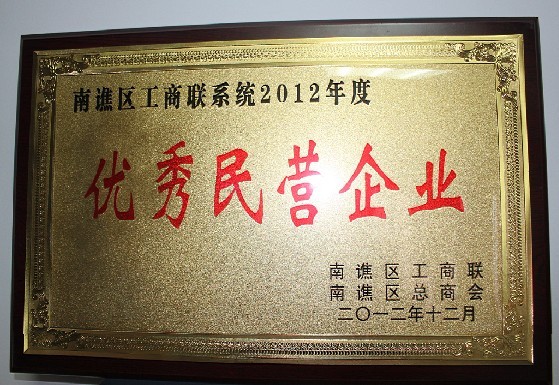 南谯区工商联系统2012年度
优秀民营企业
南谯区工商联
南谯区总商会
二〇一二年十二月